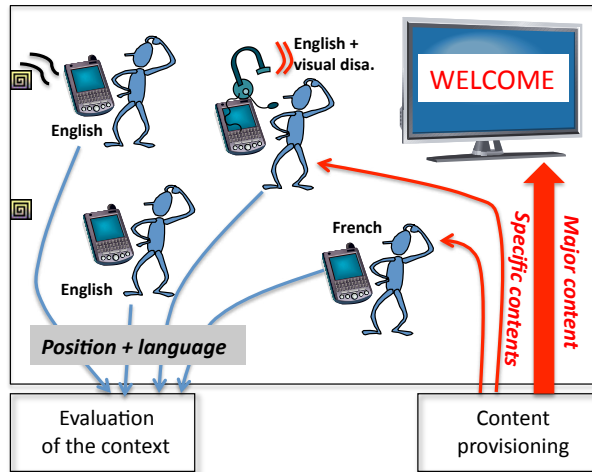 English +
visual disa.
WELCOME
English
French
English
Specific contents
Major content
Position + language
Evaluation
of the context
Content
provisioning